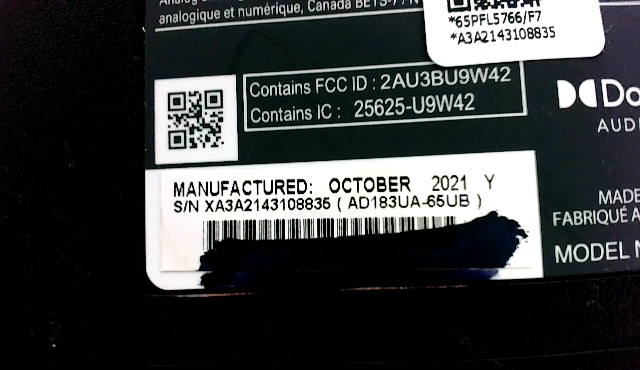 analogique et numérique, Canada BETS-7 / N
*65PFL5766/F7
*A3A2143108835
Contains FCC ID : 2AU3BU9W42
Contains IC : 25625-U9W42
Do
AUDI
MANUFACTURED: OCTOBER 2021 Y
S/N XA3A2143108835 ( AD183UA-65UB )
MADE
FABRIQUÉ A
MODEL N